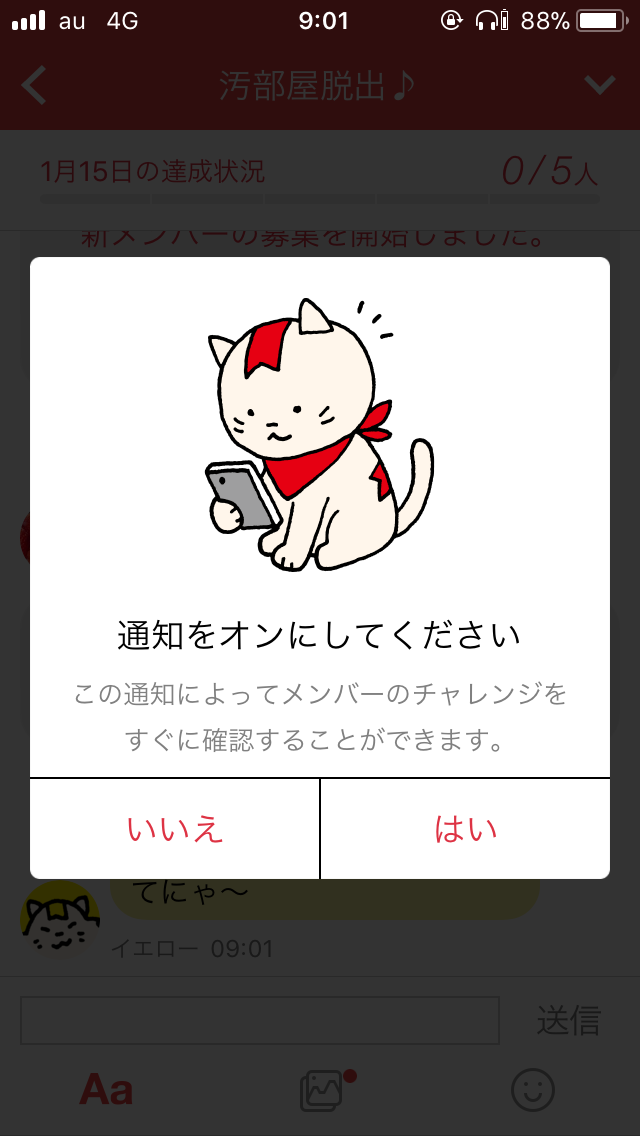 au 4G 9:01 88%
汚部屋脱出♪
1月15日の達成状況 0/5人
新メンバーの募集を開始しました。
通知をオンにしてください
この通知によってメンバーのチャレンジを
すぐに確認することができます。
いいえ はい
てにゃ〜
イエロー 09:01
送信
Aa